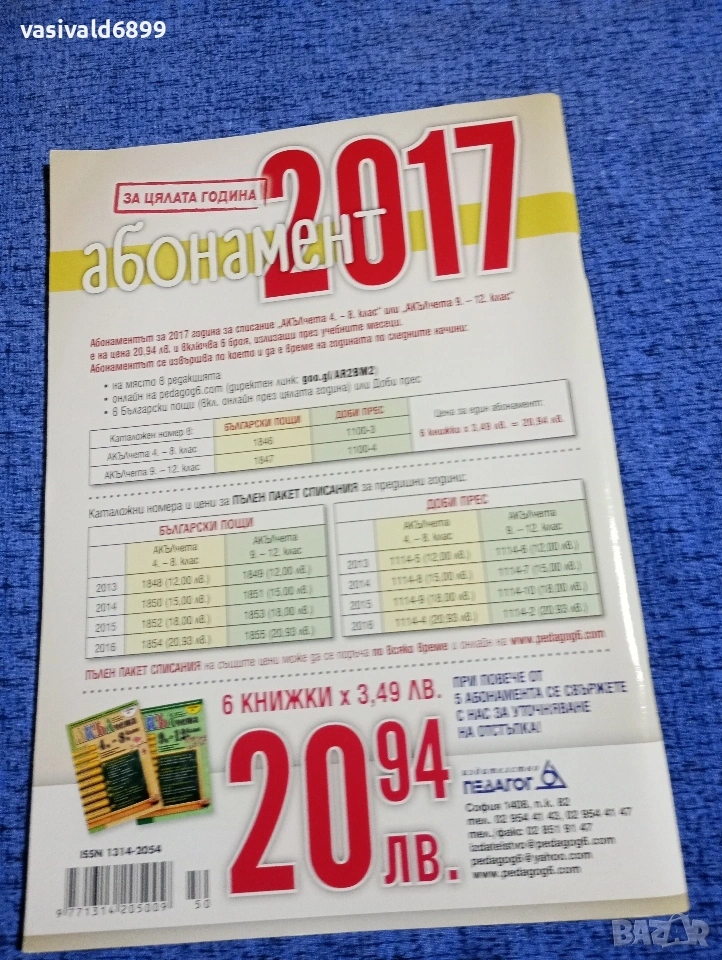 vasivald6899
ЗА ЦЯЛАТА ГОДИНА
2017
абонамент
Абонаментът за 2017 година за списание „АКЪЛчета 4. – 8. клас“ или „АКЪЛчета 9. – 12. клас“
е на цена 20.94 лв. и включва 6 броя, излизащи през учебните месеци.
Абонаментът се извършва по което и да е време на годината по следните начини:
• на място в редакцията
• онлайн на pedagog6.com (директен линк: goo.gl/AR2BM2)
• в Български пощи (вкл. онлайн през цялата година) или Доби прес
Каталожен номер в: БЪЛГАРСКИ ПОЩИ ДОБИ ПРЕС
АКЪЛчета 4. – 8. клас 1846 1100-3
АКЪЛчета 9. – 12. клас 1847 1100-4
Цена за един абонамент:
6 книжки x 3,49 лв. = 20,94 лв.
Каталожни номера и цени за ПЪЛЕН ПАКЕТ СПИСАНИЯ за предишни години:
БЪЛГАРСКИ ПОЩИ
АКЪЛчета 4. – 8. клас АКЪЛчета 9. – 12. клас
2013 1848 (12,00 лв.) 1849 (12,00 лв.)
2014 1850 (15,00 лв.) 1851 (15,00 лв.)
2015 1852 (18,00 лв.) 1853 (18,00 лв.)
2016 1854 (20,93 лв.) 1855 (20,93 лв.)
ДОБИ ПРЕС
АКЪЛчета 4. – 8. клас АКЪЛчета 9. – 12. клас
2013 1114-5 (12,00 лв.) 1114-6 (12,00 лв.)
2014 1114-8 (15,00 лв.) 1114-7 (15,00 лв.)
2015 1114-9 (18,00 лв.) 1114-10 (18,00 лв.)
2016 1114-4 (20,93 лв.) 1114-2 (20,93 лв.)
ПЪЛЕН ПАКЕТ СПИСАНИЯ на същите цени може да се поръча по всяко време и онлайн на www.pedagog6.com
6 КНИЖКИ x 3,49 ЛВ.
ПРИ ПОВЕЧЕ ОТ
5 АБОНАМЕНТА СЕ СВЪРЖЕТЕ
С НАС ЗА УТОЧНЯВАНЕ
НА ОТСТЪПКА!
20 94 ЛВ.
издателство
ПЕДАГОГ 6
София 1408, п.к. 82
тел. 02 954 41 43, 02 954 41 47
тел./факс 02 851 91 47
izdatelstvo@pedagog6.com
pedagog6@yahoo.com
www.pedagog6.com
ISSN 1314-2054
9 771314 205009
50
BAZAR